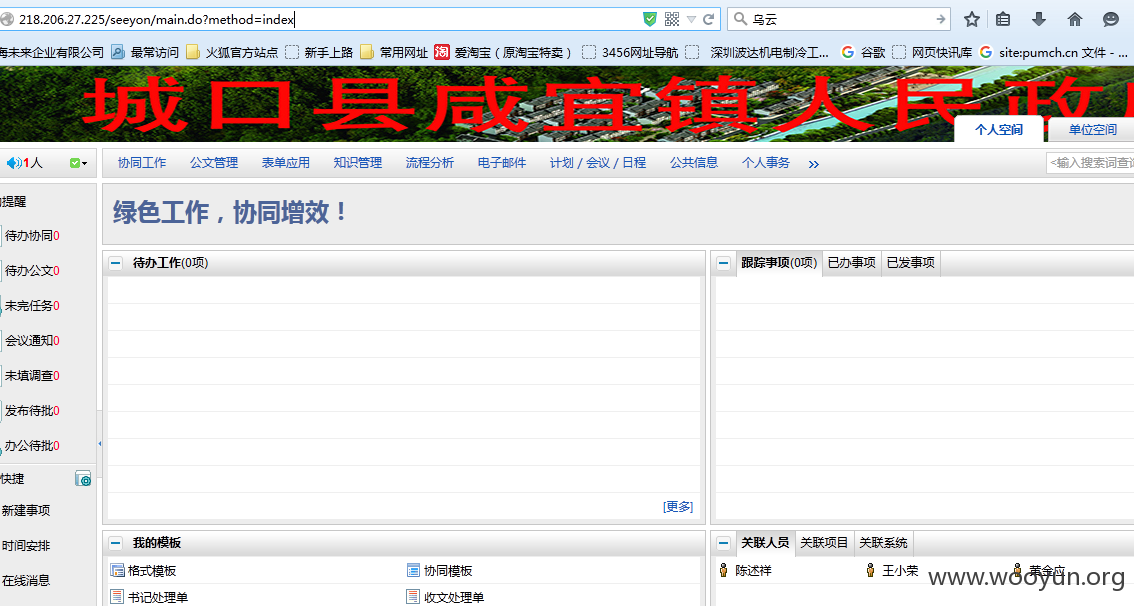 218.206.27.225/seeyon/main.do?method=index 乌云
海未来企业有限公司 最常访问 火狐官方站点 新手上路 常用网址 淘 爱淘宝（原淘宝特卖） 3456网址导航 深圳波达机电制冷工... 谷歌 网页快讯库 site:pumch.cn 文件 - ...
城口县咸宜镇人民政府
个人空间 单位空间
1人 协同工作 公文管理 表单应用 知识管理 流程分析 电子邮件 计划 / 会议 / 日程 公共信息 个人事务 » <输入搜索词查询
提醒
绿色工作，协同增效！
待办协同0
待办公文0
未完任务0
会议通知0
未填调查0
发布待批0
办公待批0
快捷
新建事项
时间安排
在线消息
待办工作(0项)
[更多]
跟踪事项(0项) 已办事项 已发事项
我的模板
格式模板 协同模板
书记处理单 收文处理单
关联人员 关联项目 关联系统
陈述祥 王小荣 黄金应
www.wooyun.org